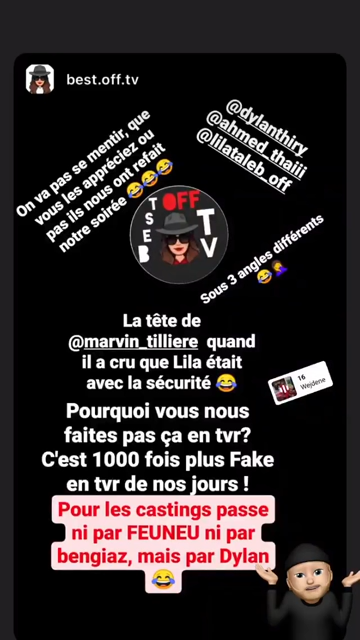 best.off.tv
On va pas se mentir, que
vous les appréciez ou
pas ils nous ont refait
notre soirée 😂😂😂
@dylanthiry_
@ahmed_thaiii
@lilataleb_off
BEST OFF TV
Sous 3 angles différents
😂🤦‍♀️
La tête de
@marvin_tilliere quand
il a cru que Lila était
avec la sécurité 😂
16
Wejdene
Pourquoi vous nous
faites pas ça en tvr?
C'est 1000 fois plus Fake
en tvr de nos jours !
Pour les castings passe
ni par FEUNEU ni par
bengiaz, mais par Dylan
😂